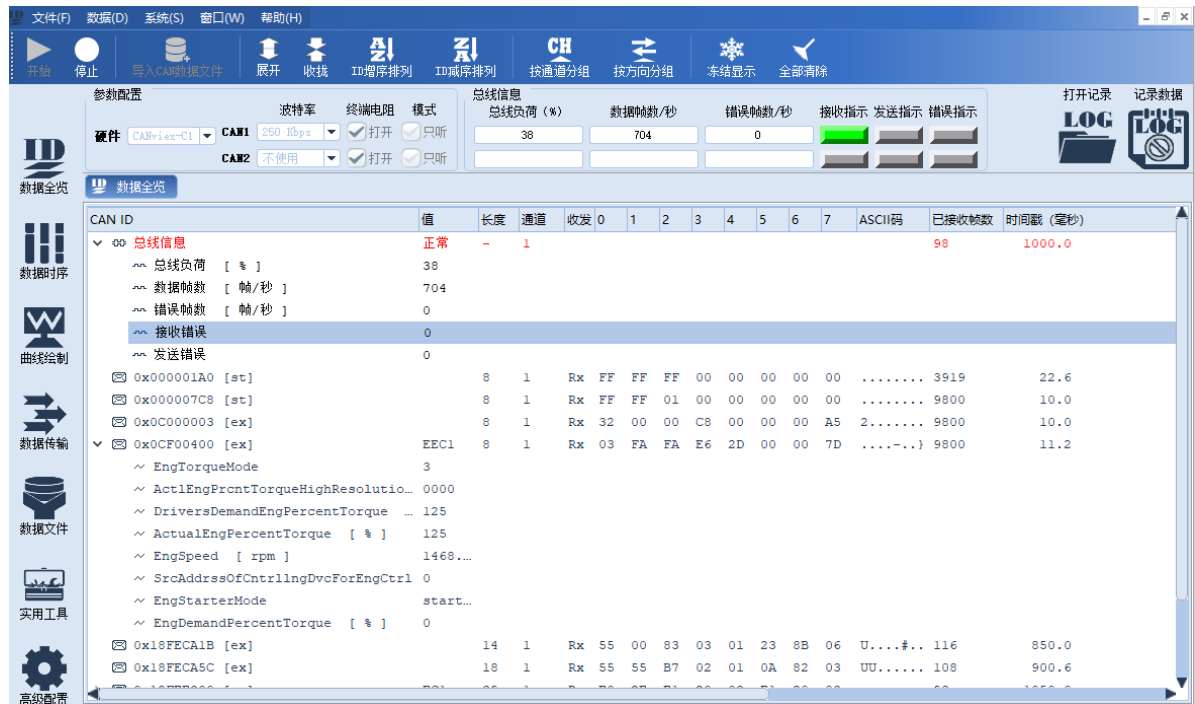 文件(F) 数据(D) 系统(S) 窗口(W) 帮助(H)
开始 停止 导入CAN数据文件 展开 收拢 ID增序排列 ID减序排列 按通道分组 按方向分组 冻结显示 全部清除
参数配置 总线信息 打开记录 记录数据
波特率 终端电阻 模式 总线负荷 (%) 数据帧数/秒 错误帧数/秒 接收指示 发送指示 错误指示
硬件 CANviex-C1 CAN1 250 Kbps 打开 只听 38 704 0 LOG LOG
CAN2 不使用 打开 只听
ID
数据全览
数据时序
曲线绘制
数据传输
数据文件
实用工具
高级配置
数据全览
CAN ID 值 长度 通道 收发 0 1 2 3 4 5 6 7 ASCII码 已接收帧数 时间戳 (毫秒)
总线信息 正常 - 1 98 1000.0
总线负荷 [ % ] 38
数据帧数 [ 帧/秒 ] 704
错误帧数 [ 帧/秒 ] 0
接收错误 0
发送错误 0
0x000001A0 [st] 8 1 Rx FF FF FF 00 00 00 00 00 ........ 3919 22.6
0x000007C8 [st] 8 1 Rx FF FF 01 00 00 00 00 00 ........ 9800 10.0
0x0C000003 [ex] 8 1 Rx 32 00 00 C8 00 00 00 A5 2....... 9800 10.0
0x0CF00400 [ex] EEC1 8 1 Rx 03 FA FA E6 2D 00 00 7D ....-..} 9800 11.2
EngTorqueMode 3
ActlEngPrcntTorqueHighResolutio... 0000
DriversDemandEngPercentTorque ... 125
ActualEngPercentTorque [ % ] 125
EngSpeed [ rpm ] 1468....
SrcAddrssOfCntrllngDvcForEngCtrl 0
EngStarterMode start...
EngDemandPercentTorque [ % ] 0
0x18FECA1B [ex] 14 1 Rx 55 00 83 03 01 23 8B 06 U....#.. 116 850.0
0x18FECA5C [ex] 18 1 Rx 55 55 B7 02 01 0A 82 03 UU...... 108 900.6